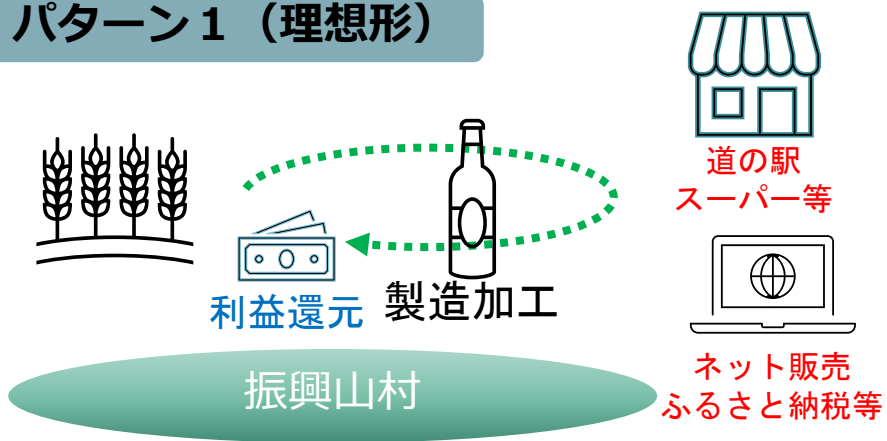 パターン１（理想形）
道の駅
スーパー等
利益還元
製造加工
振興山村
ネット販売
ふるさと納税等